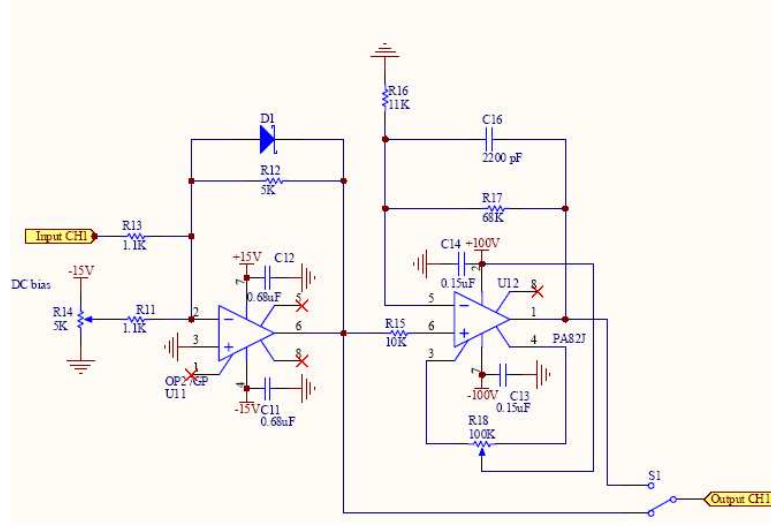 R16
11K
D1
C16
2200 pF
R12
5K
R17
68K
Input CH1
R13
1.1K
+15V
C12
0.68uF
C14
0.15uF
+100V
2
U12
8
-15V
DC bias
R14
5K
R11
1.1K
7
5
2
3
6
1
8
4
R15
10K
5
6
1
4
3
7
PA82J
U11
-15V
C11
0.68uF
-100V
C13
0.15uF
R18
100K
S1
Output CH1